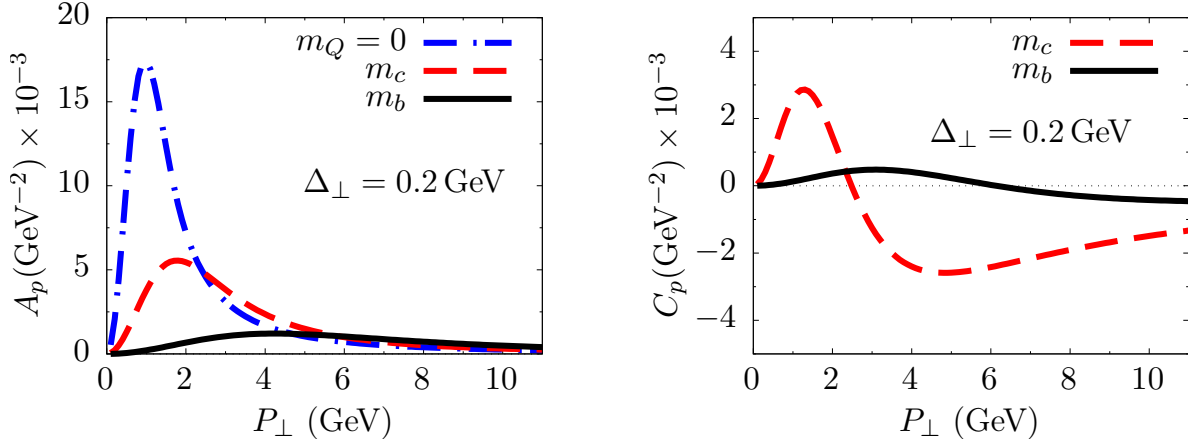 20
15
10
5
0
A_p(GeV^{-2}) × 10^{-3}
m_Q = 0
m_c
m_b
Δ_⊥ = 0.2 GeV
0 2 4 6 8 10
P_⊥ (GeV)
4
2
0
−2
−4
C_p(GeV^{-2}) × 10^{-3}
m_c
m_b
Δ_⊥ = 0.2 GeV
0 2 4 6 8 10
P_⊥ (GeV)